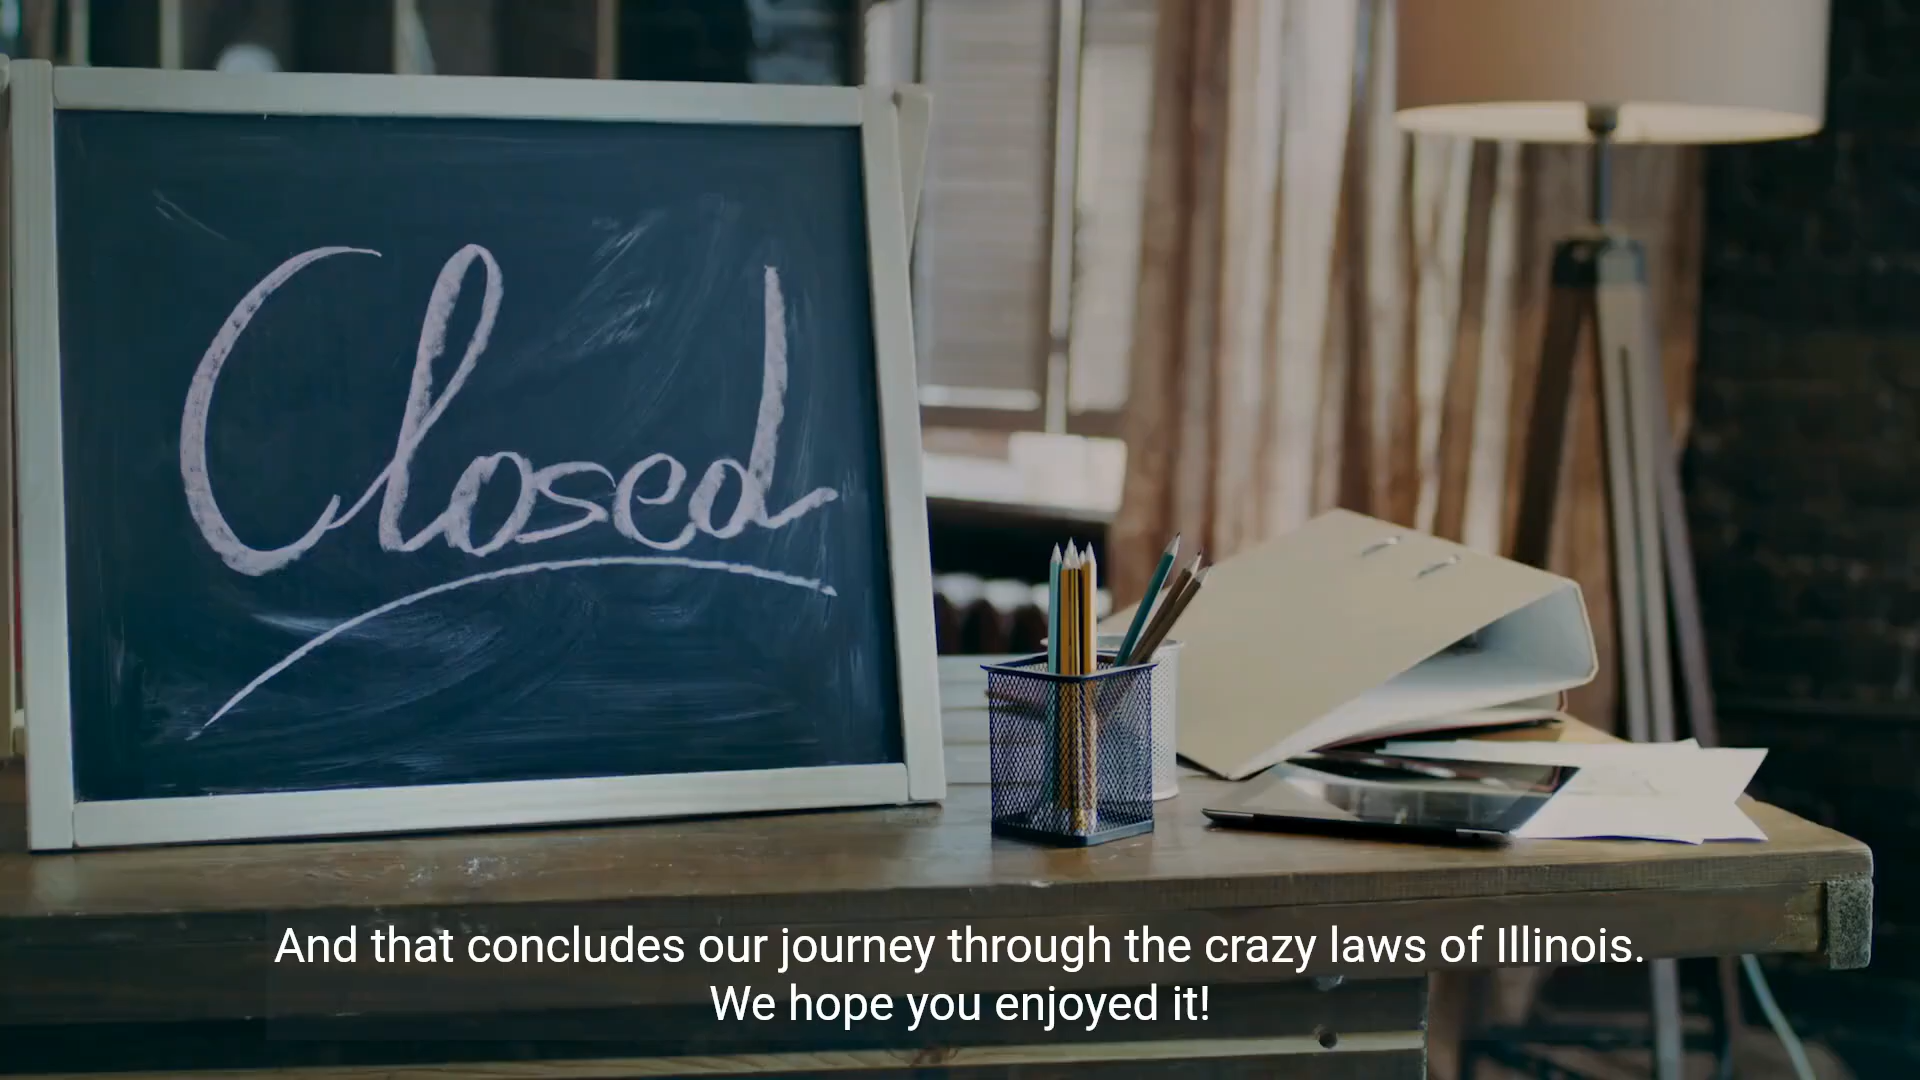 Closed
And that concludes our journey through the crazy laws of Illinois.
We hope you enjoyed it!